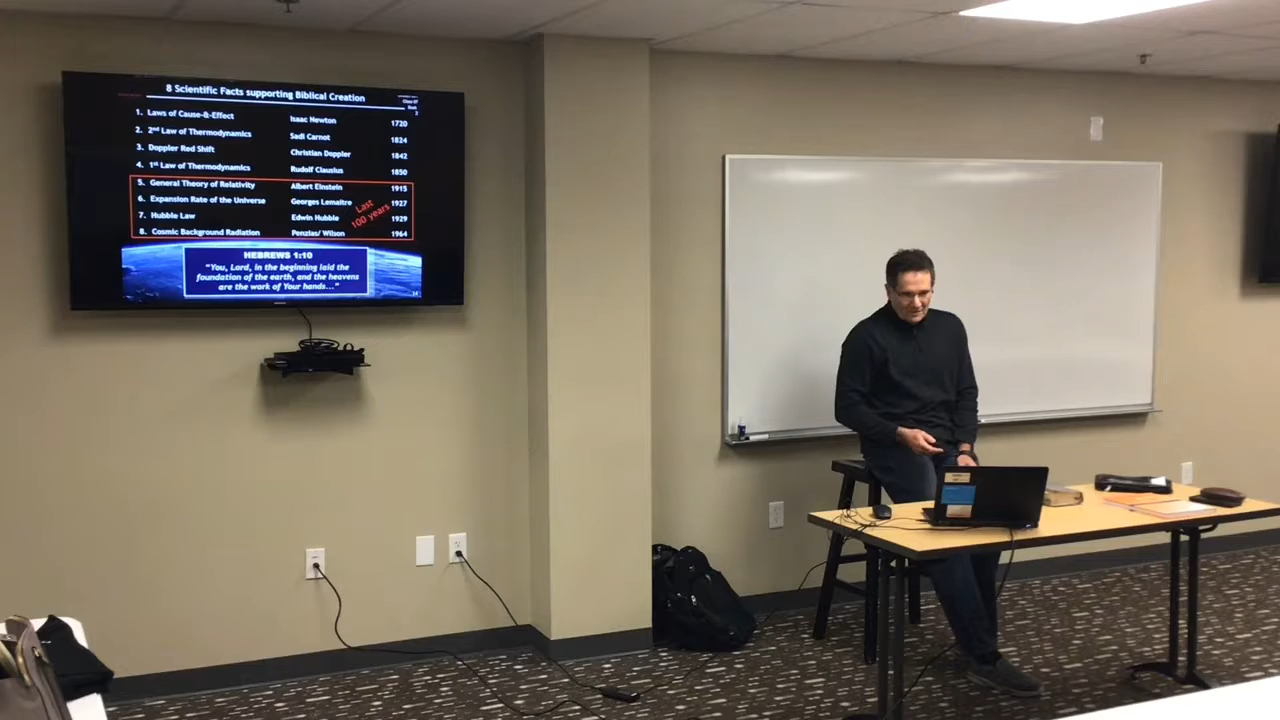 8 Scientific Facts supporting Biblical Creation
Class 07
1. Laws of Cause-&-Effect Isaac Newton 1720
2. 2nd Law of Thermodynamics Sadi Carnot 1824
3. Doppler Red Shift Christian Doppler 1842
4. 1st Law of Thermodynamics Rudolf Clausius 1850
5. General Theory of Relativity Albert Einstein 1915
6. Expansion Rate of the Universe Georges Lemaitre 1927
7. Hubble Law Edwin Hubble 1929
8. Cosmic Background Radiation Penzias/ Wilson 1964
Last
100 years
HEBREWS 1:10
"You, Lord, in the beginning laid the
foundation of the earth, and the heavens
are the work of Your hands..."
14